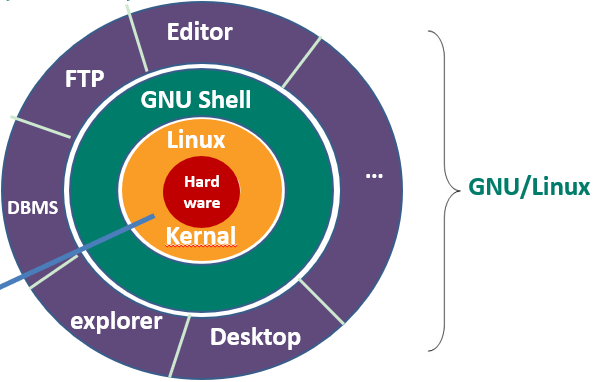 Editor
FTP
GNU Shell
Linux
Hard
ware
...
GNU/Linux
DBMS
Kernal
explorer
Desktop